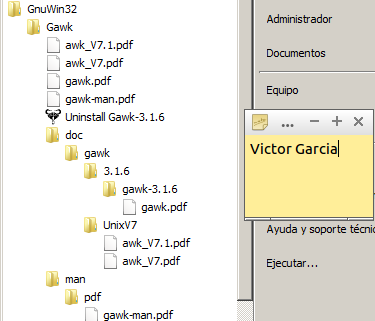 GnuWin32
Gawk
awk_V7.1.pdf
awk_V7.pdf
gawk.pdf
gawk-man.pdf
Uninstall Gawk-3.1.6
doc
gawk
3.1.6
gawk-3.1.6
gawk.pdf
UnixV7
awk_V7.1.pdf
awk_V7.pdf
man
pdf
gawk-man.pdf
Administrador
Documentos
Equipo
...
Victor Garcia
Ayuda y soporte técnic
Ejecutar...